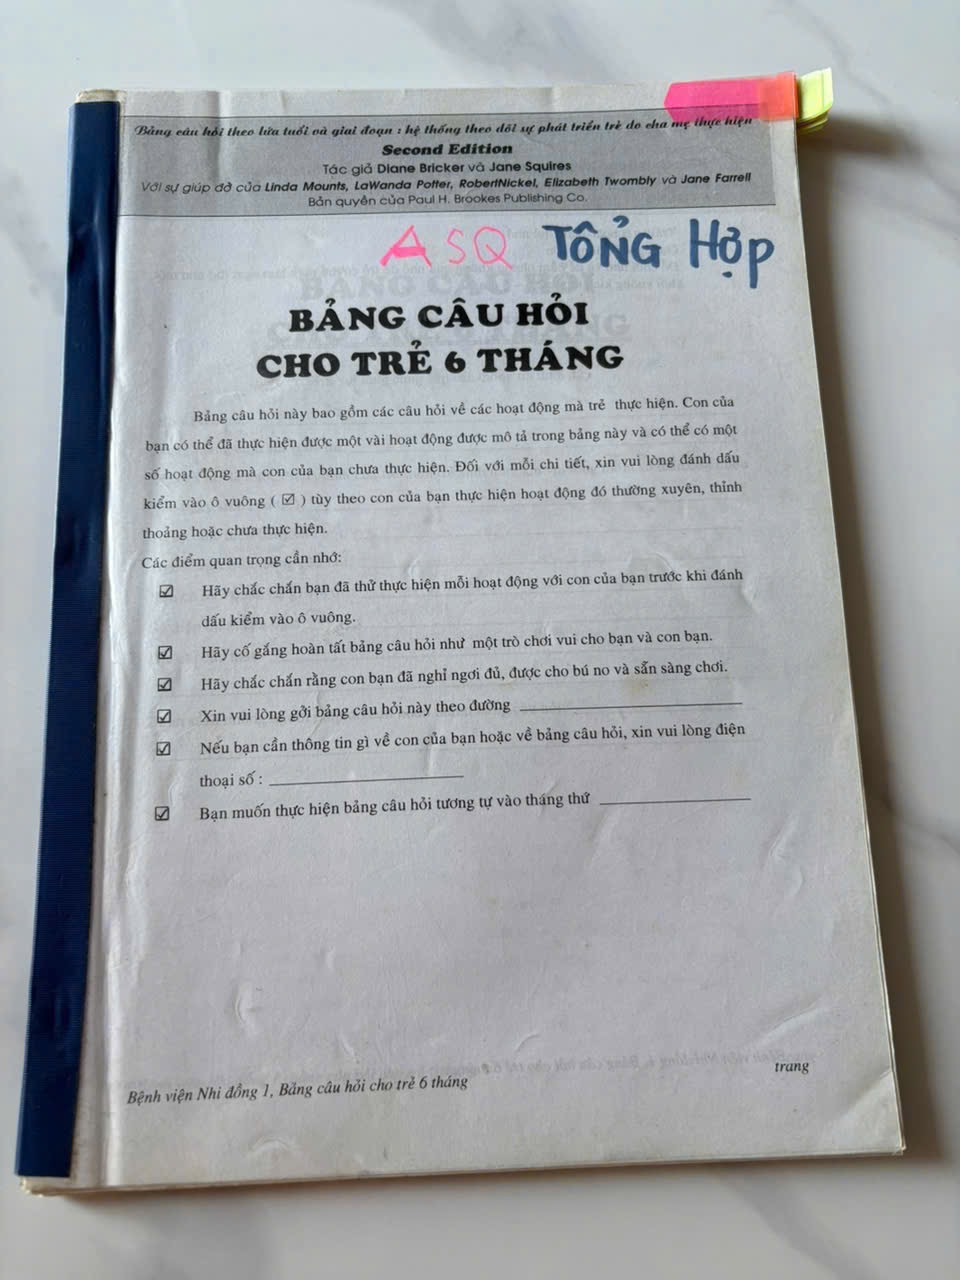 Bảng câu hỏi theo lứa tuổi và giai đoạn : hệ thống theo dõi sự phát triển trẻ do cha mẹ thực hiện
Second Edition
Tác giả Diane Bricker và Jane Squires
Với sự giúp đở của Linda Mounts, LaWanda Potter, RobertNickel, Elizabeth Twombly và Jane Farrell
Bản quyền của Paul H. Brookes Publishing Co.
ASQ TỔNG HỢP
BẢNG CÂU HỎI
CHO TRẺ 6 THÁNG
Bảng câu hỏi này bao gồm các câu hỏi về các hoạt động mà trẻ thực hiện. Con của
bạn có thể đã thực hiện được một vài hoạt động được mô tả trong bảng này và có thể có một
số hoạt động mà con của bạn chưa thực hiện. Đối với mỗi chi tiết, xin vui lòng đánh dấu
kiểm vào ô vuông ( ☑ ) tùy theo con của bạn thực hiện hoạt động đó thường xuyên, thỉnh
thoảng hoặc chưa thực hiện.
Các điểm quan trọng cần nhớ:
☑ Hãy chắc chắn bạn đã thử thực hiện mỗi hoạt động với con của bạn trước khi đánh
dấu kiểm vào ô vuông.
☑ Hãy cố gắng hoàn tất bảng câu hỏi như một trò chơi vui cho bạn và con bạn.
☑ Hãy chắc chắn rằng con bạn đã nghỉ ngơi đủ, được cho bú no và sẵn sàng chơi.
☑ Xin vui lòng gởi bảng câu hỏi này theo đường
☑ Nếu bạn cần thông tin gì về con của bạn hoặc về bảng câu hỏi, xin vui lòng điện
thoại số :
☑ Bạn muốn thực hiện bảng câu hỏi tương tự vào tháng thứ
Bệnh viện Nhi đồng 1, Bảng câu hỏi cho trẻ 6 tháng
trang